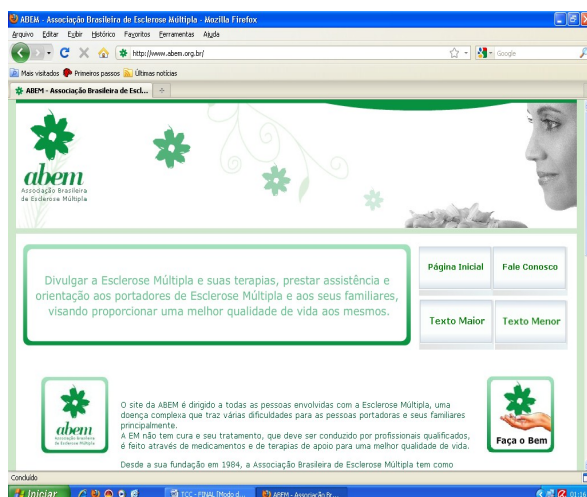 ABEM - Associação Brasileira de Esclerose Múltipla - Mozilla Firefox
Arquivo Editar Exibir Histórico Favoritos Ferramentas Ajuda
http://www.abem.org.br/
Google
Mais visitados Primeiros passos Últimas notícias
ABEM - Associação Brasileira de Escl...
abem
Associação Brasileira
de Esclerose Múltipla
Divulgar a Esclerose Múltipla e suas terapias, prestar assistência e
orientação aos portadores de Esclerose Múltipla e aos seus familiares,
visando proporcionar uma melhor qualidade de vida aos mesmos.
Página Inicial Fale Conosco
Texto Maior Texto Menor
abem
Associação Brasileira
de Esclerose Múltipla
O site da ABEM é dirigido a todas as pessoas envolvidas com a Esclerose Múltipla, uma
doença complexa que traz várias dificuldades para as pessoas portadoras e seus familiares
principalmente.
A EM não tem cura e seu tratamento, que deve ser conduzido por profissionais qualificados,
é feito através de medicamentos e de terapias de apoio para uma melhor qualidade de vida.
Desde a sua fundação em 1984, a Associação Brasileira de Esclerose Múltipla tem como
Faça o Bem
Concluído
Iniciar
TCC - FINAL [Modo d...
ABEM - Associação Br...